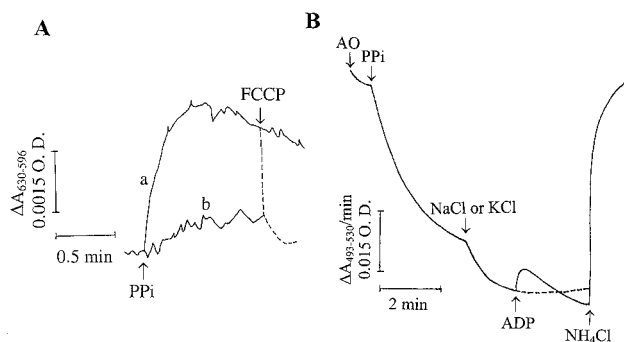 A
ΔA630-596
0.0015 O. D.
0.5 min
a
b
FCCP
PPi
B
AO
PPi
NaCl or KCl
ΔA493-530/min
0.015 O. D.
2 min
ADP
NH₄Cl